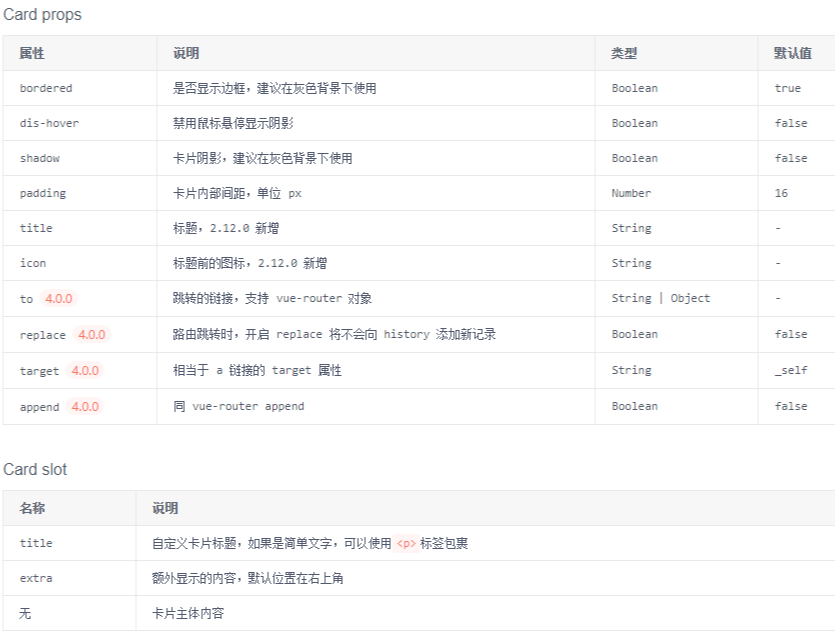 Card props
属性 说明 类型 默认值
bordered 是否显示边框，建议在灰色背景下使用 Boolean true
dis-hover 禁用鼠标悬停显示阴影 Boolean false
shadow 卡片阴影，建议在灰色背景下使用 Boolean false
padding 卡片内部间距，单位 px Number 16
title 标题，2.12.0 新增 String -
icon 标题前的图标，2.12.0 新增 String -
to 4.0.0 跳转的链接，支持 vue-router 对象 String | Object -
replace 4.0.0 路由跳转时，开启 replace 将不会向 history 添加新记录 Boolean false
target 4.0.0 相当于 a 链接的 target 属性 String _self
append 4.0.0 同 vue-router append Boolean false
Card slot
名称 说明
title 自定义卡片标题，如果是简单文字，可以使用 <p> 标签包裹
extra 额外显示的内容，默认位置在右上角
无 卡片主体内容